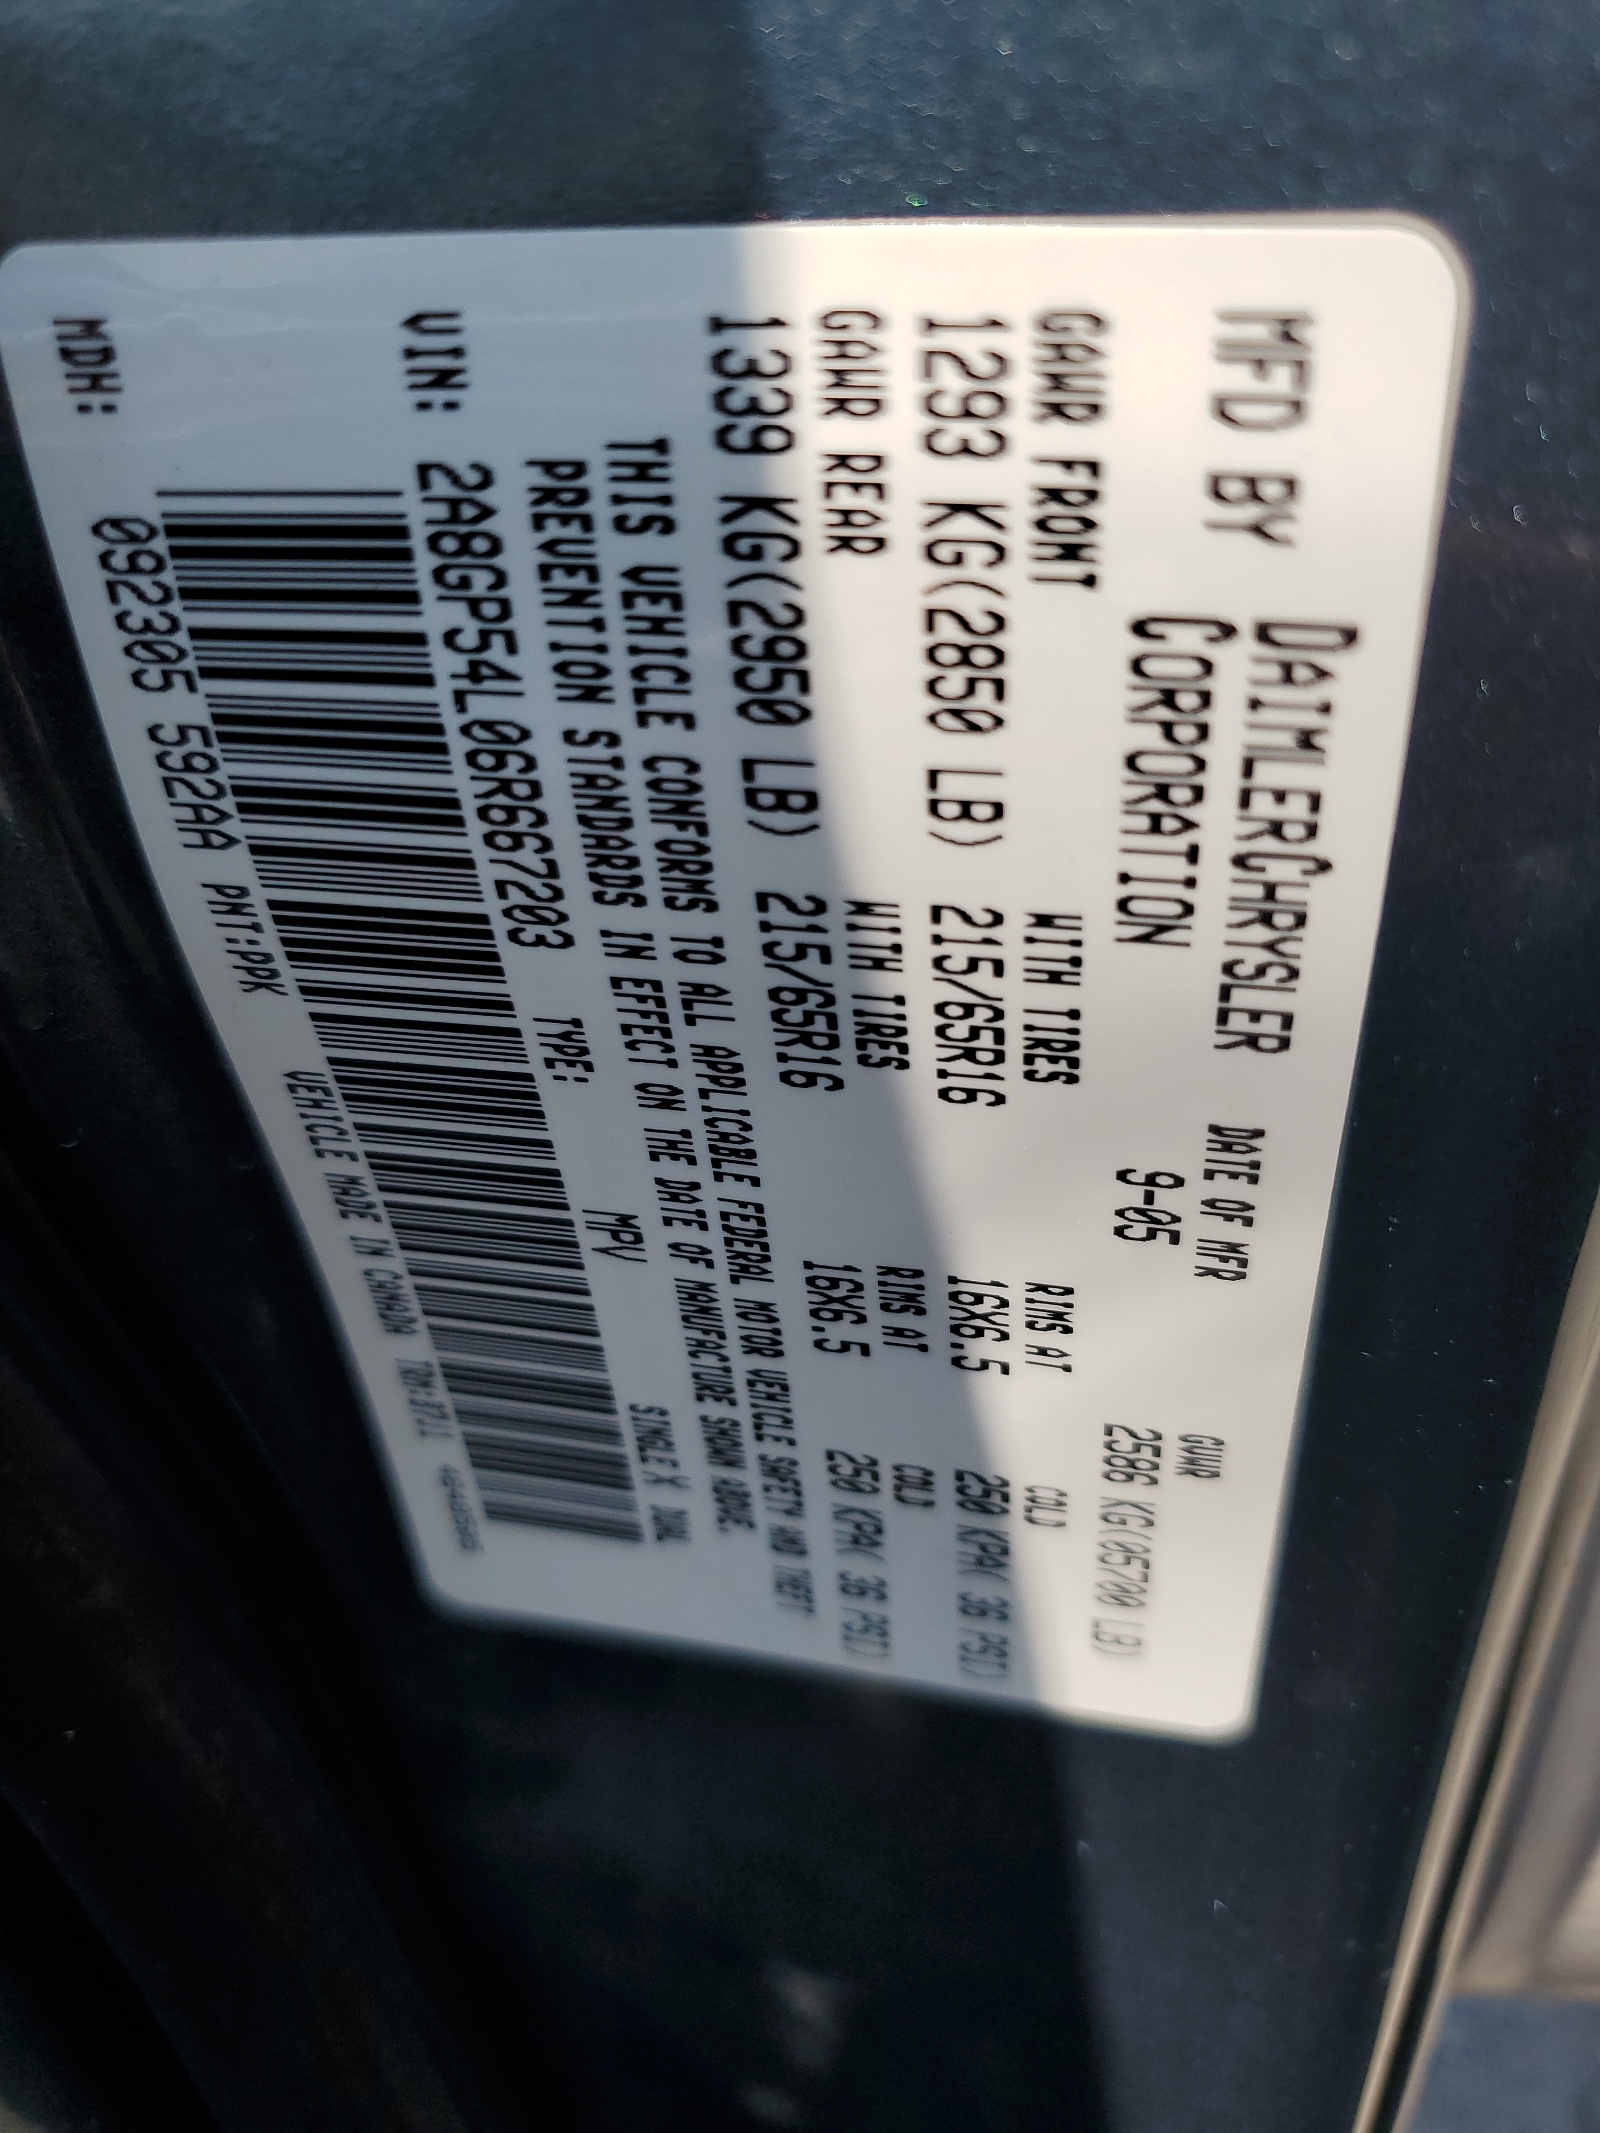 MFD BY DAIMLERCHRYSLER CORPORATION
DATE OF MFR 9-05
GVWR 2586 KG(05700 LB)
GAWR FRONT WITH TIRES RIMS AT COLD
1293 KG(2850 LB) 215/65R16 16X6.5 250 KPA( 36 PSI)
GAWR REAR WITH TIRES RIMS AT COLD
1339 KG(2950 LB) 215/65R16 16X6.5 250 KPA( 36 PSI)
THIS VEHICLE CONFORMS TO ALL APPLICABLE FEDERAL MOTOR VEHICLE SAFETY AND THEFT
PREVENTION STANDARDS IN EFFECT ON THE DATE OF MANUFACTURE SHOWN ABOVE.
VIN: 2A8GP54L06R667203 TYPE: MPV SINGLE X DUAL
MDH: 092305 592AA PNT:PPK VEHICLE MADE IN CANADA